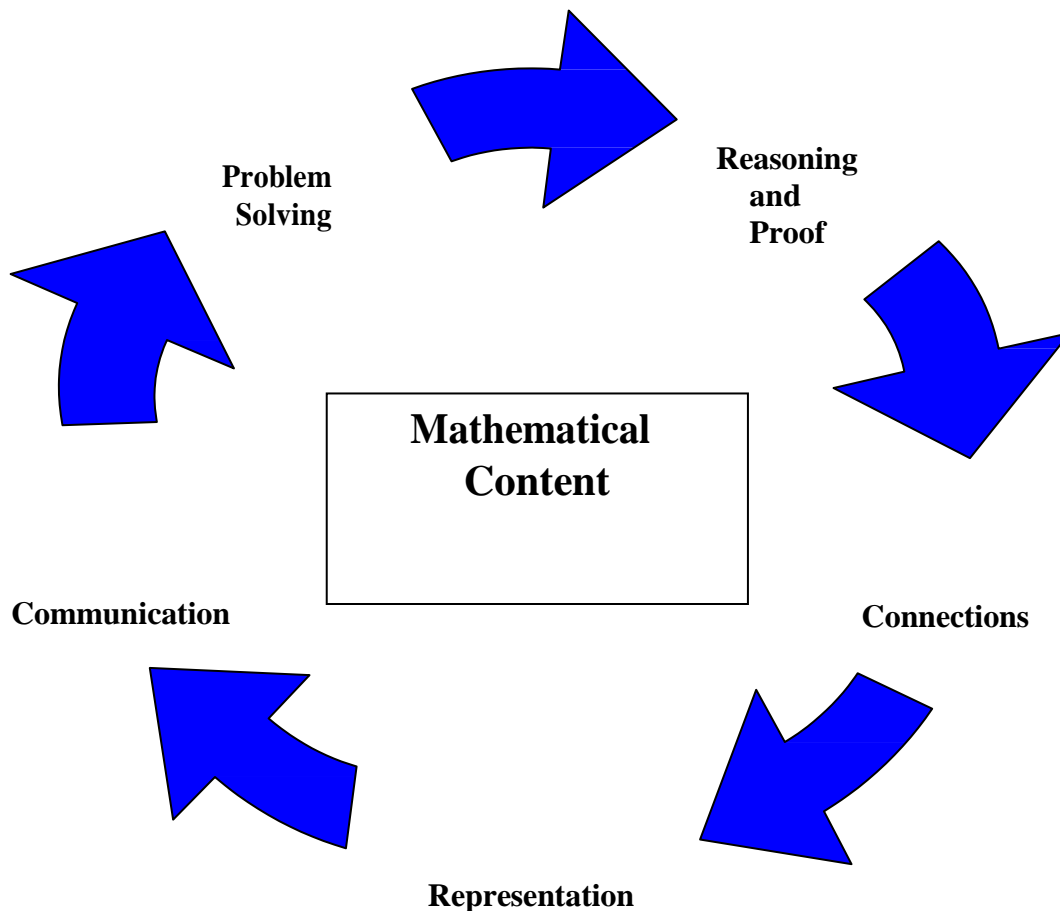 Problem
Solving
Reasoning
and
Proof
Mathematical
Content
Communication
Connections
Representation